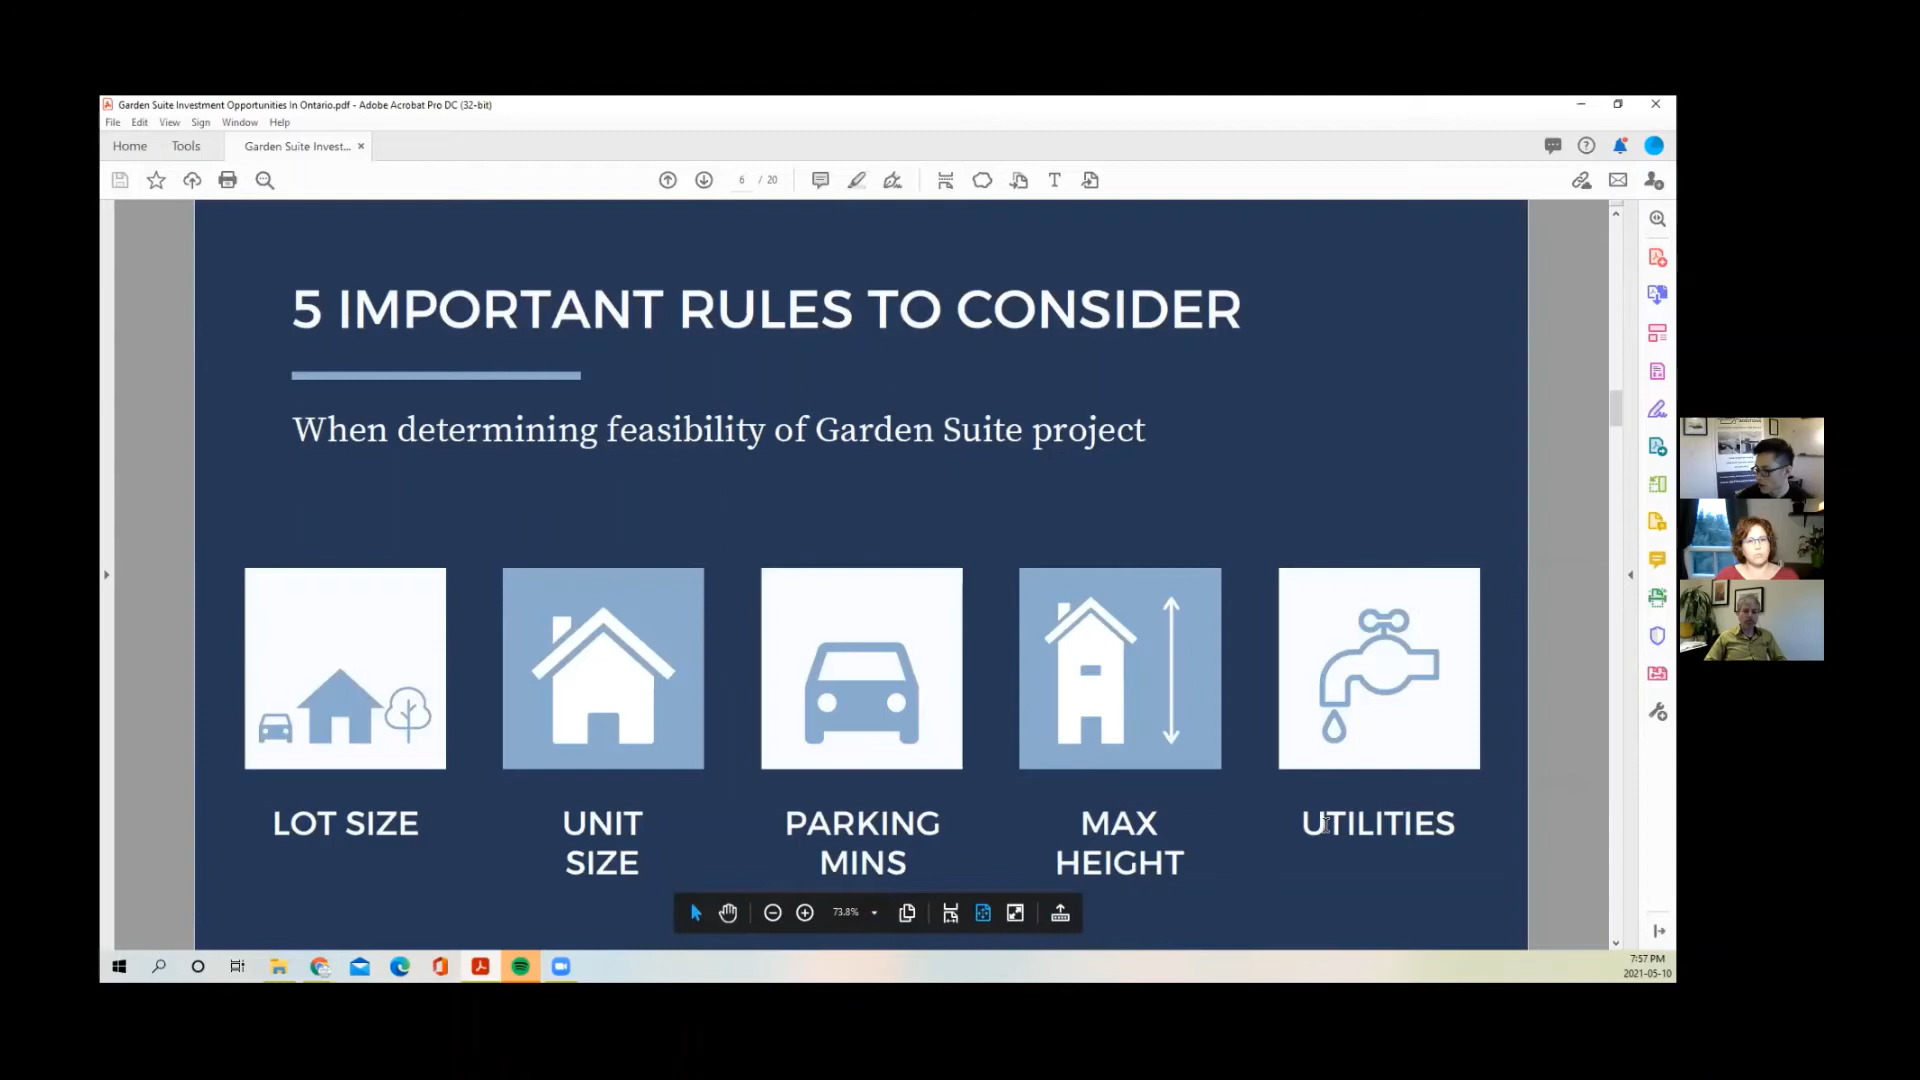 Garden Suite Investment Opportunities In Ontario.pdf - Adobe Acrobat Pro DC (32-bit)
File Edit View Sign Window Help
Home Tools Garden Suite Invest... ×
6 / 20
5 IMPORTANT RULES TO CONSIDER
When determining feasibility of Garden Suite project
LOT SIZE
UNIT
SIZE
PARKING
MINS
MAX
HEIGHT
UTILITIES
73.8%
7:57 PM
2021-05-10